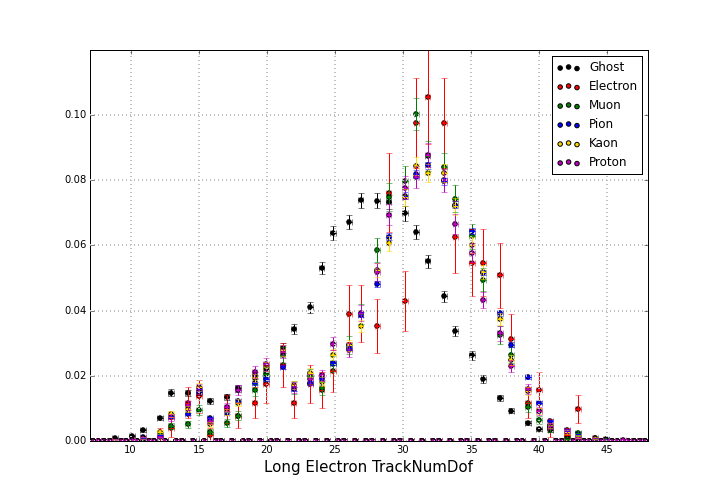 0.10
0.08
0.06
0.04
0.02
0.00
10 15 20 25 30 35 40 45
Long Electron TrackNumDof
Ghost
Electron
Muon
Pion
Kaon
Proton